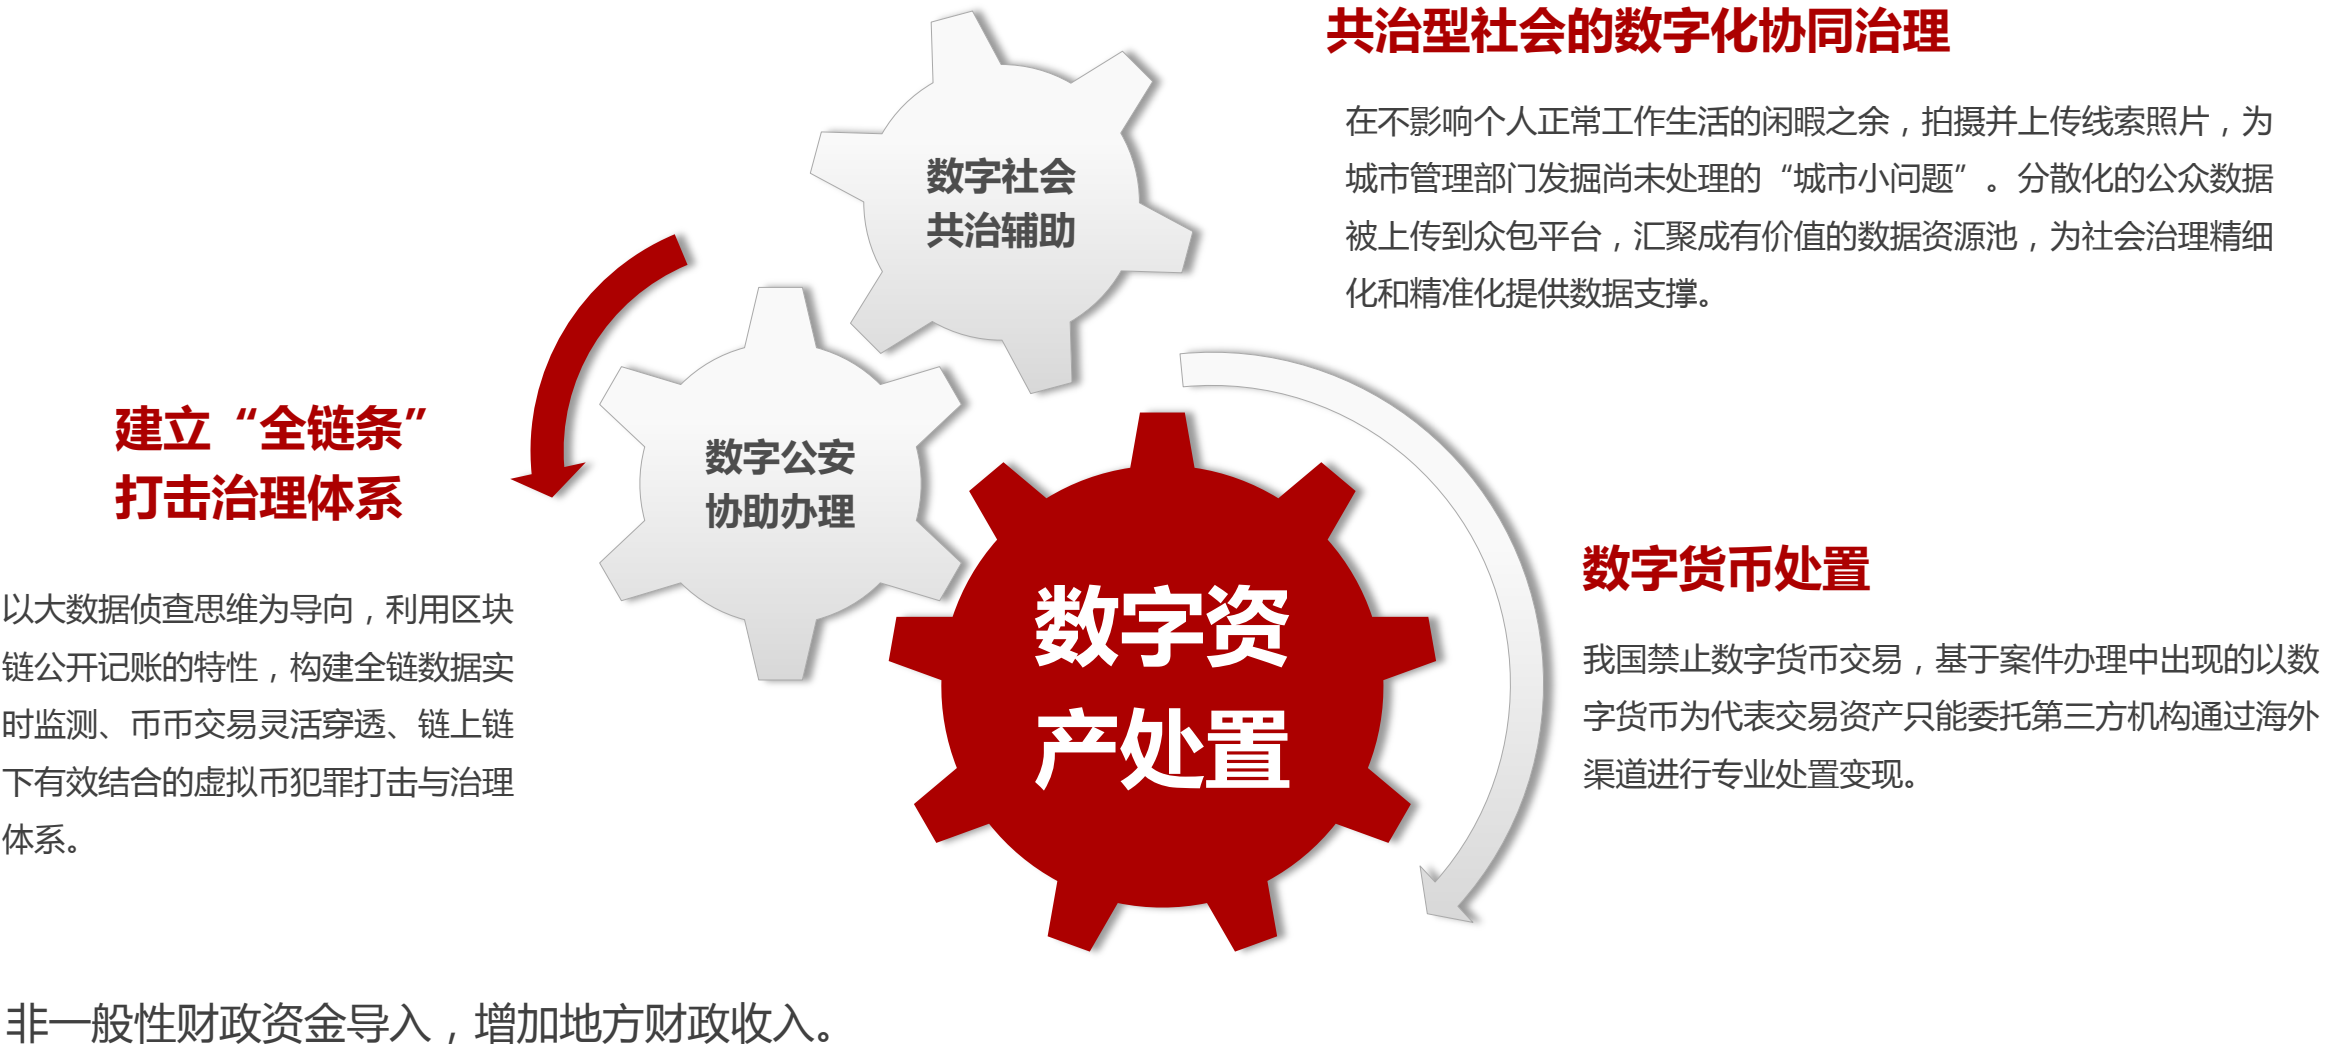 共治型社会的数字化协同治理
在不影响个人正常工作生活的闲暇之余，拍摄并上传线索照片，为
城市管理部门发掘尚未处理的“城市小问题”。分散化的公众数据
被上传到众包平台，汇聚成有价值的数据资源池，为社会治理精细
化和精准化提供数据支撑。
数字社会
共治辅助
建立“全链条”
打击治理体系
以大数据侦查思维为导向，利用区块
链公开记账的特性，构建全链数据实
时监测、币币交易灵活穿透、链上链
下有效结合的虚拟币犯罪打击与治理
体系。
数字公安
协助办理
数字资
产处置
数字货币处置
我国禁止数字货币交易，基于案件办理中出现的以数
字货币为代表交易资产只能委托第三方机构通过海外
渠道进行专业处置变现。
非一般性财政资金导入，增加地方财政收入。